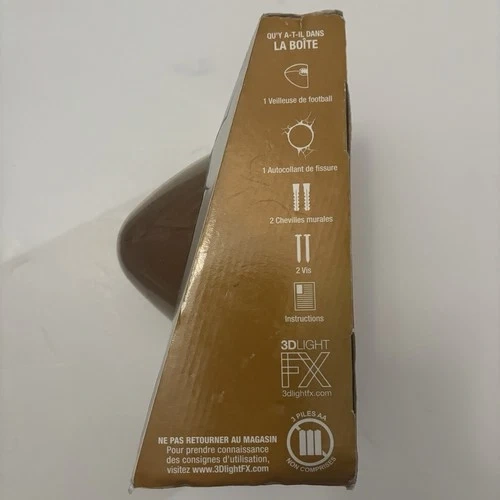 QU'Y A-T-IL DANS
LA BOÎTE
1 Veilleuse de football
1 Autocollant de fissure
2 Chevilles murales
2 Vis
Instructions
3DLIGHT
FX
3dlightfx.com
3 PILES AA
NON COMPRISES
NE PAS RETOURNER AU MAGASIN
Pour prendre connaissance
des consignes d'utilisation,
visitez www.3DlightFX.com